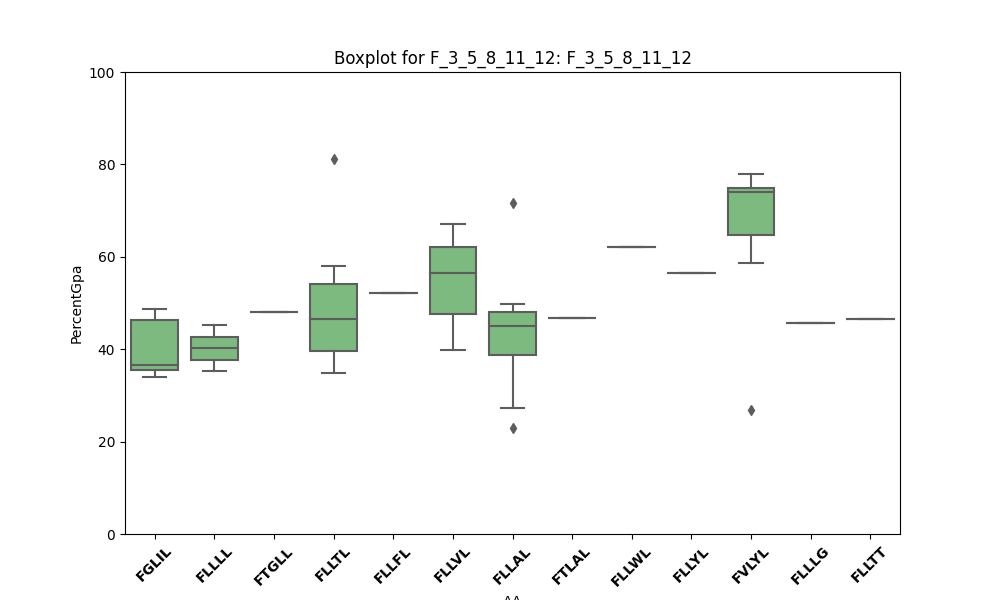 Boxplot for F_3_5_8_11_12: F_3_5_8_11_12
100
80
60
40
20
0
PercentGpa
FGLIL
FLLLL
FTGLL
FLLTL
FLLFL
FLLVL
FLLAL
FTLAL
FLLWL
FLLYL
FVLYL
FLLLG
FLLTT
AA